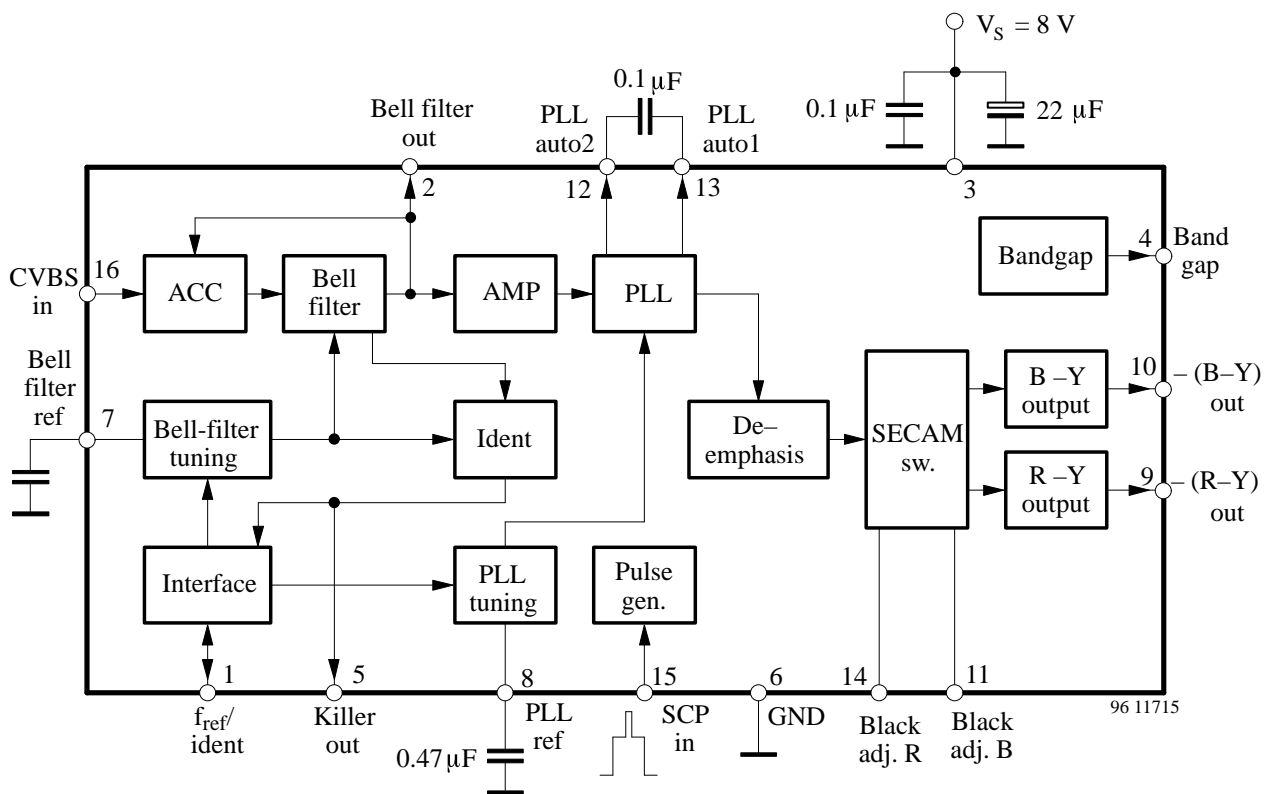 V_S = 8 V
0.1 μF
0.1 μF
22 μF
Bell filter
out
PLL
auto2
PLL
auto1
2
12
13
3
Bandgap
4
Band
gap
CVBS
in
16
ACC
Bell
filter
AMP
PLL
Bell
filter
ref
7
Bell-filter
tuning
Ident
De–
emphasis
SECAM
sw.
B –Y
output
10
– (B–Y)
out
R –Y
output
9
– (R–Y)
out
Interface
PLL
tuning
Pulse
gen.
1
5
8
15
6
14
11
f_ref/
ident
Killer
out
PLL
ref
SCP
in
GND
Black
adj. R
Black
adj. B
96 11715
0.47 μF